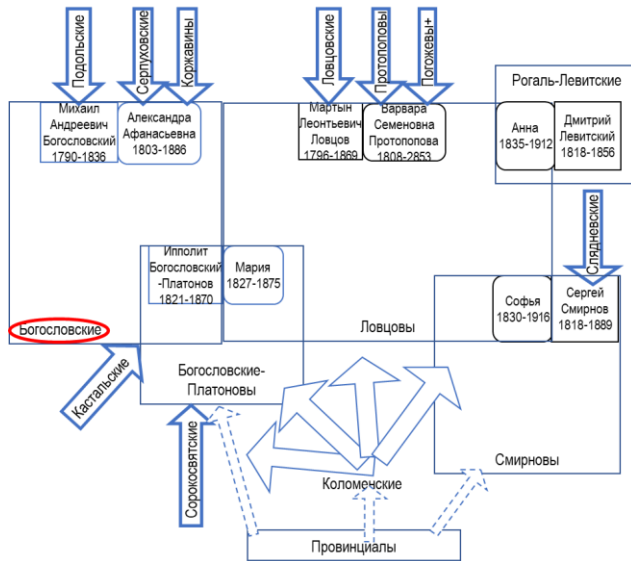 Подольские
Серпуховские
Коржавины
Ловцовские
Протопоповы
Погожевы+
Рогаль-Левитские
Михаил
Андреевич
Богословский
1790-1836
Александра
Афанасьевна
1803-1886
Мартын
Леонтьевич
Ловцов
1796-1869
Варвара
Семеновна
Протопопова
1808-2853
Анна
1835-1912
Дмитрий
Левитский
1818-1856
Слядневские
Ипполит
Богословский
-Платонов
1821-1870
Мария
1827-1875
Софья
1830-1916
Сергей
Смирнов
1818-1889
Богословские
Ловцовы
Кастальские
Богословские-
Платоновы
Сорокосвятские
Коломенские
Смирновы
Провинциалы